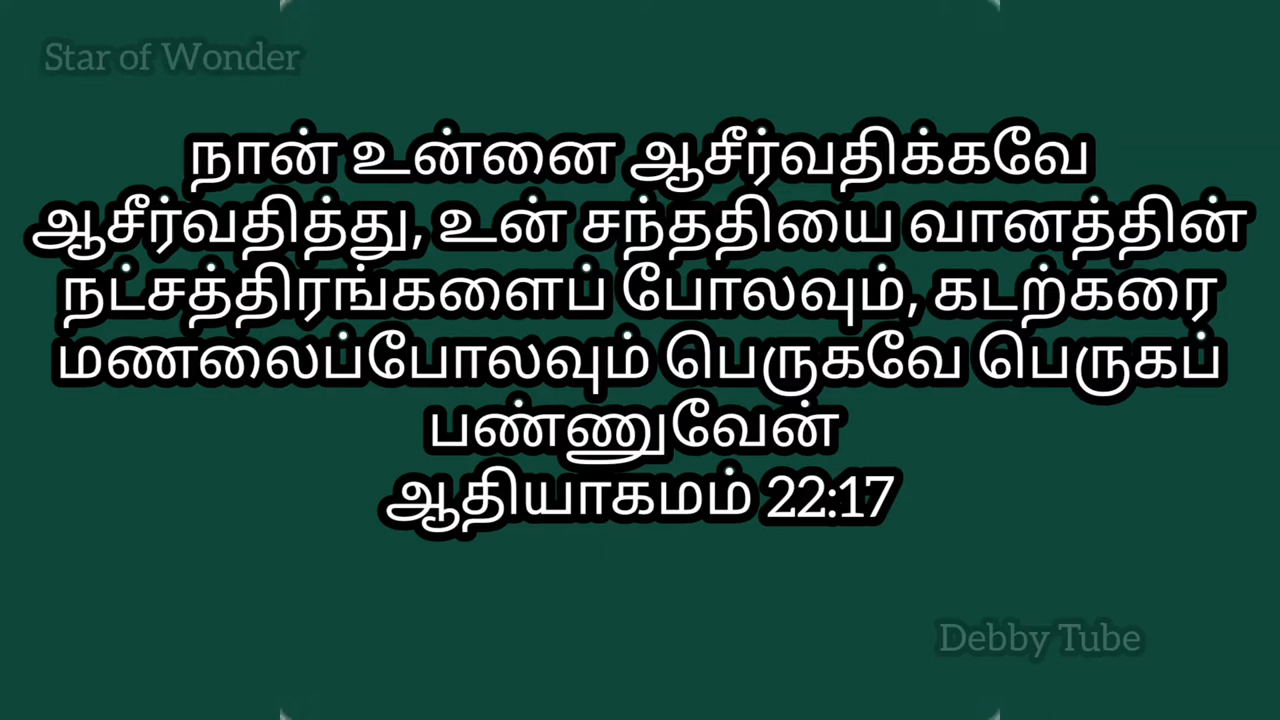 Star of Wonder
நான் உன்னை ஆசீர்வதிக்கவே
ஆசீர்வதித்து, உன் சந்ததியை வானத்தின்
நட்சத்திரங்களைப் போலவும், கடற்கரை
மணலைப்போலவும் பெருகவே பெருகப்
பண்ணுவேன்
ஆதியாகமம் 22:17
Debby Tube